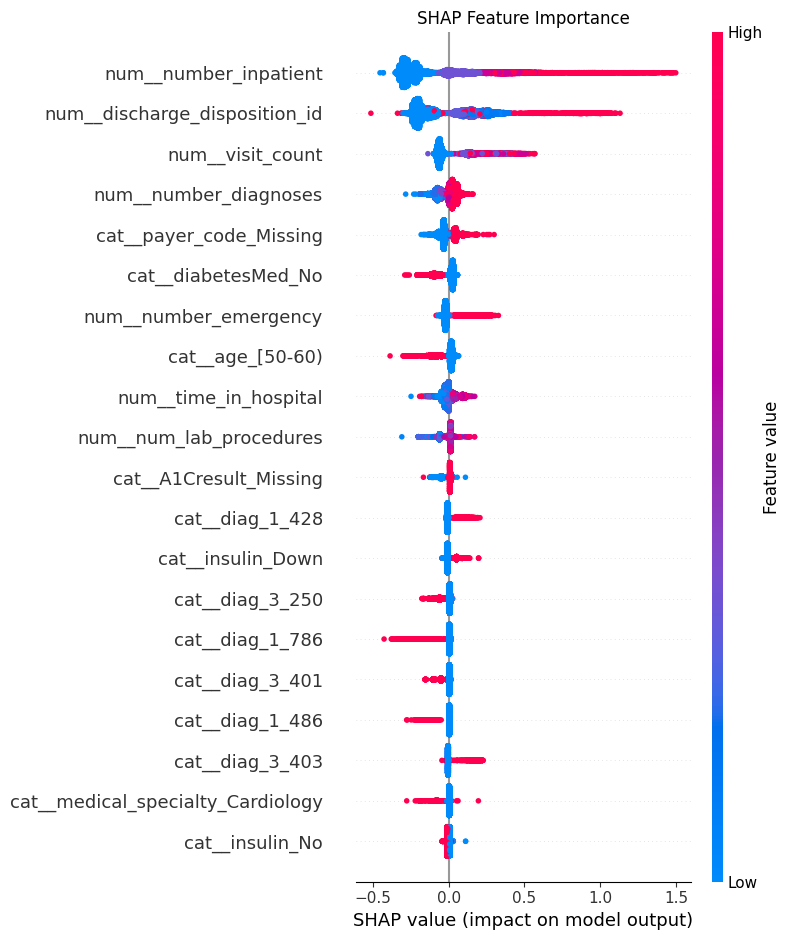 SHAP Feature Importance
High
num__number_inpatient
num__discharge_disposition_id
num__visit_count
num__number_diagnoses
cat__payer_code_Missing
cat__diabetesMed_No
num__number_emergency
cat__age_[50-60)
num__time_in_hospital
num__num_lab_procedures
cat__A1Cresult_Missing
cat__diag_1_428
cat__insulin_Down
cat__diag_3_250
cat__diag_1_786
cat__diag_3_401
cat__diag_1_486
cat__diag_3_403
cat__medical_specialty_Cardiology
cat__insulin_No
Feature value
Low
−0.5 0.0 0.5 1.0 1.5
SHAP value (impact on model output)